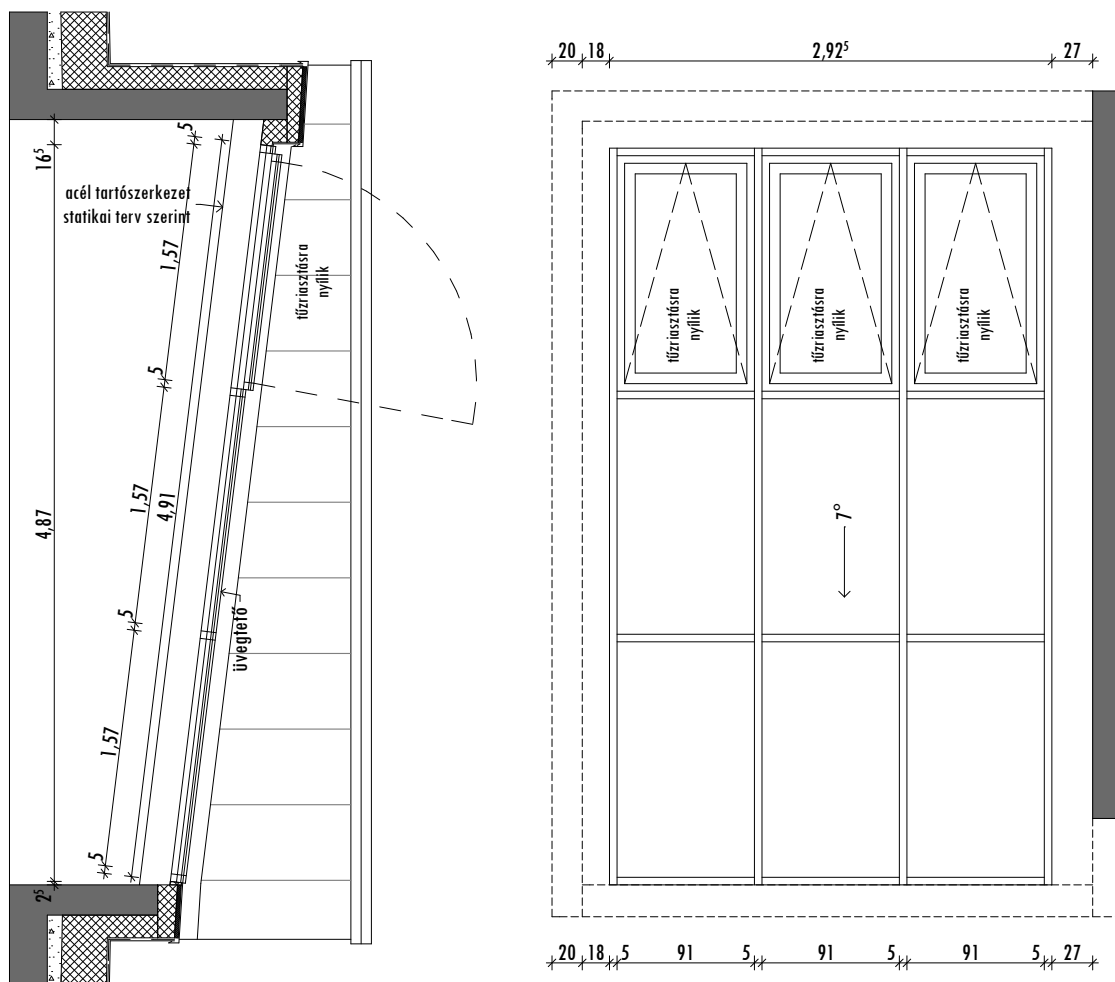 20 18 2,92⁵ 27
5
16⁵
acél tartószerkezet
statikai terv szerint
1,57
tűzriasztásra
nyílik
tűzriasztásra
nyílik
tűzriasztásra
nyílik
tűzriasztásra
nyílik
5
1,57
4,91
4,87
7°
5
üvegtető
1,57
5
2⁵
20 18 5 91 5 91 5 91 5 27